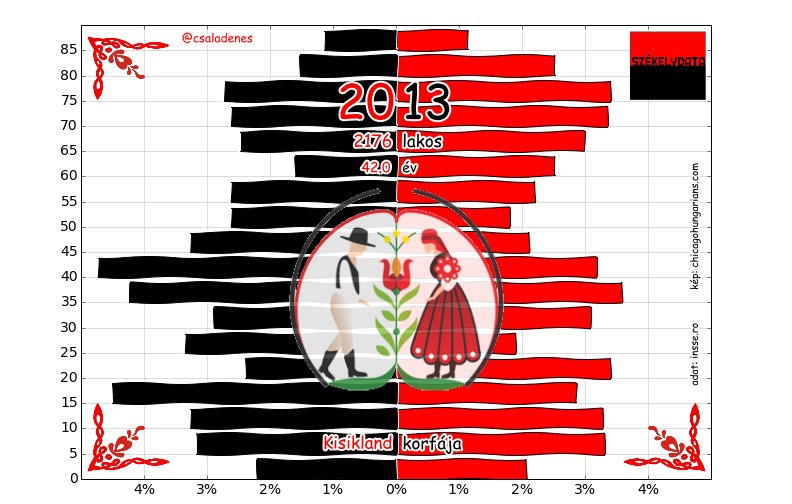 @csaladenes
SZÉKELYDATA
2013
2176 lakos
42.0 év
kép: chicagohungarians.com
adat: insse.ro
Kisikland korfája
85
80
75
70
65
60
55
50
45
40
35
30
25
20
15
10
5
0
4% 3% 2% 1% 0% 1% 2% 3% 4%